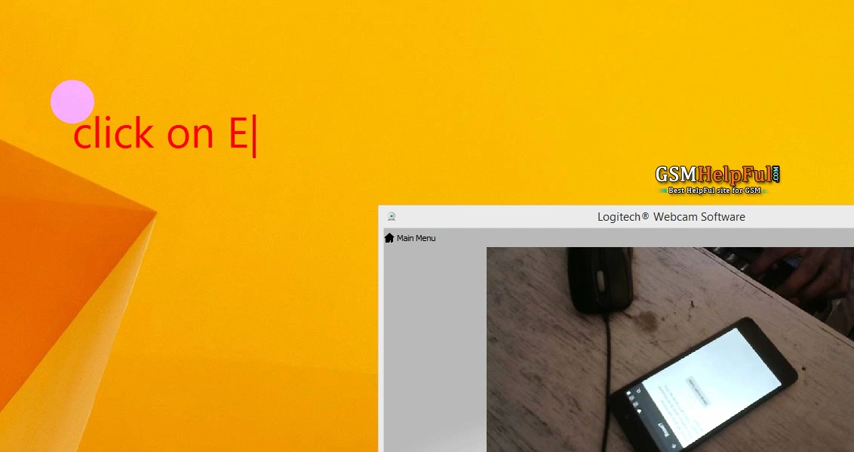 click on E
GSMHelpFul.COM
Best HelpFul site for GSM
Logitech® Webcam Software
Main Menu